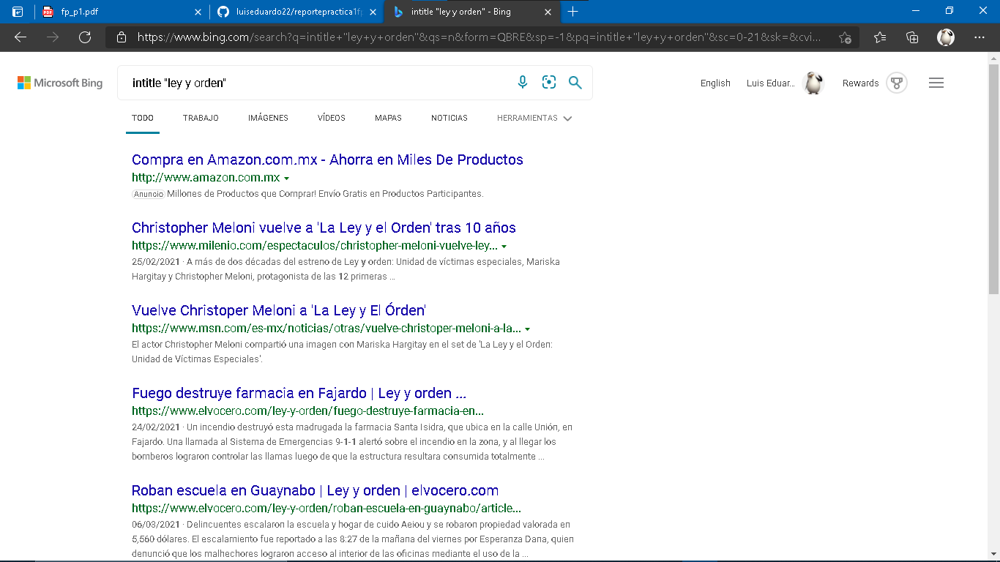 fp_p1.pdf
luiseduardo22/reportepractica1fp
intitle "ley y orden" - Bing
https://www.bing.com/search?q=intitle+"ley+y+orden"&qs=n&form=QBRE&sp=-1&pq=intitle+"ley+y+orden"&sc=0-21&sk=&cvi...
Microsoft Bing
intitle "ley y orden"
English
Luis Eduar...
Rewards
TODO
TRABAJO
IMÁGENES
VÍDEOS
MAPAS
NOTICIAS
HERRAMIENTAS
Compra en Amazon.com.mx - Ahorra en Miles De Productos
http://www.amazon.com.mx
Anuncio Millones de Productos que Comprar! Envío Gratis en Productos Participantes.
Christopher Meloni vuelve a 'La Ley y el Orden' tras 10 años
https://www.milenio.com/espectaculos/christopher-meloni-vuelve-ley...
25/02/2021 · A más de dos décadas del estreno de Ley y orden: Unidad de víctimas especiales, Mariska
Hargitay y Christopher Meloni, protagonista de las 12 primeras ...
Vuelve Christoper Meloni a 'La Ley y El Órden'
https://www.msn.com/es-mx/noticias/otras/vuelve-christoper-meloni-a-la...
El actor Christopher Meloni compartió una imagen con Mariska Hargitay en el set de 'La Ley y el Orden:
Unidad de Víctimas Especiales'.
Fuego destruye farmacia en Fajardo | Ley y orden ...
https://www.elvocero.com/ley-y-orden/fuego-destruye-farmacia-en...
24/02/2021 · Un incendio destruyó esta madrugada la farmacia Santa Isidra, que ubica en la calle Unión, en
Fajardo. Una llamada al Sistema de Emergencias 9-1-1 alertó sobre el incendio en la zona, y al llegar los
bomberos lograron controlar las llamas luego de que la estructura resultara consumida totalmente ...
Roban escuela en Guaynabo | Ley y orden | elvocero.com
https://www.elvocero.com/ley-y-orden/roban-escuela-en-guaynabo/article...
06/03/2021 · Delincuentes escalaron la escuela y hogar de cuido Aeiou y se robaron propiedad valorada en
5,560 dólares. El escalamiento fue reportado a las 8:27 de la mañana del viernes por Esperanza Dana, quien
denunció que los malhechores lograron acceso al interior de las oficinas mediante el uso de la ...